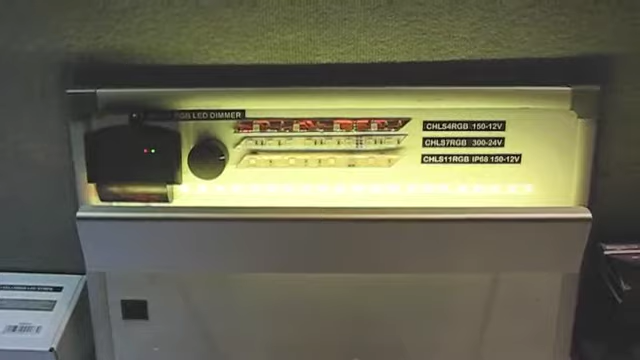 RGB LED DIMMER
CHLS4RGB 150-12V
CHLS7RGB 300-24V
CHLS11RGB IP68 150-12V